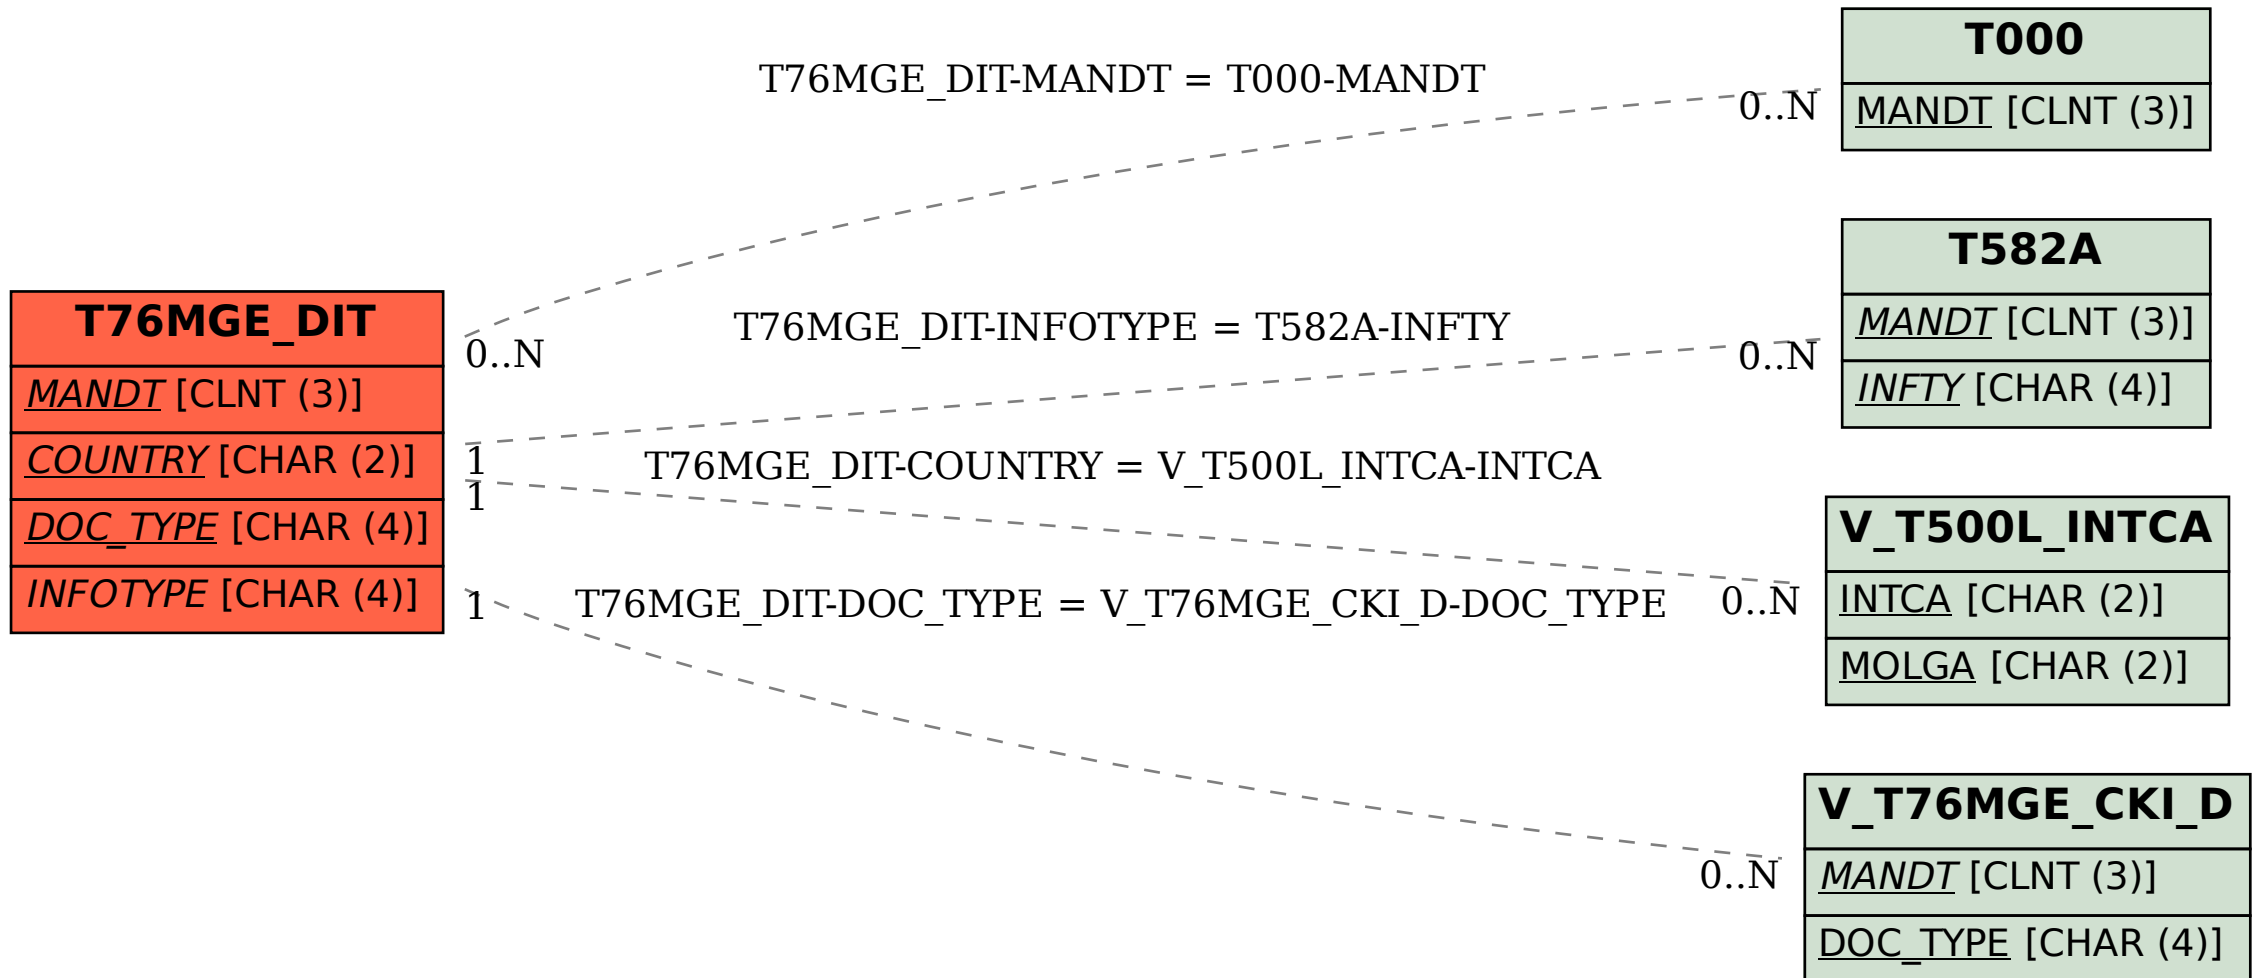 T76MGE_DIT
MANDT [CLNT (3)]
COUNTRY [CHAR (2)]
DOC_TYPE [CHAR (4)]
INFOTYPE [CHAR (4)]
T76MGE_DIT-MANDT = T000-MANDT
0..N
0..N
T76MGE_DIT-INFOTYPE = T582A-INFTY
1
0..N
T76MGE_DIT-COUNTRY = V_T500L_INTCA-INTCA
1
0..N
T76MGE_DIT-DOC_TYPE = V_T76MGE_CKI_D-DOC_TYPE
1
0..N
T000
MANDT [CLNT (3)]
T582A
MANDT [CLNT (3)]
INFTY [CHAR (4)]
V_T500L_INTCA
INTCA [CHAR (2)]
MOLGA [CHAR (2)]
V_T76MGE_CKI_D
MANDT [CLNT (3)]
DOC_TYPE [CHAR (4)]